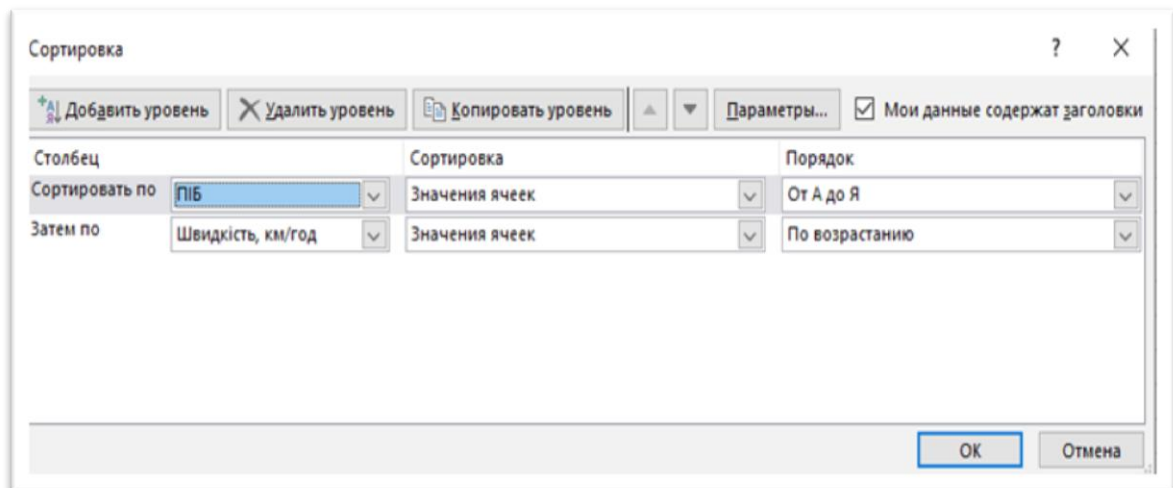 Сортировка ?
Добавить уровень Удалить уровень Копировать уровень Параметры... Мои данные содержат заголовки
Столбец Сортировка Порядок
Сортировать по ПІБ Значения ячеек От А до Я
Затем по Швидкість, км/год Значения ячеек По возрастанию
ОК Отмена